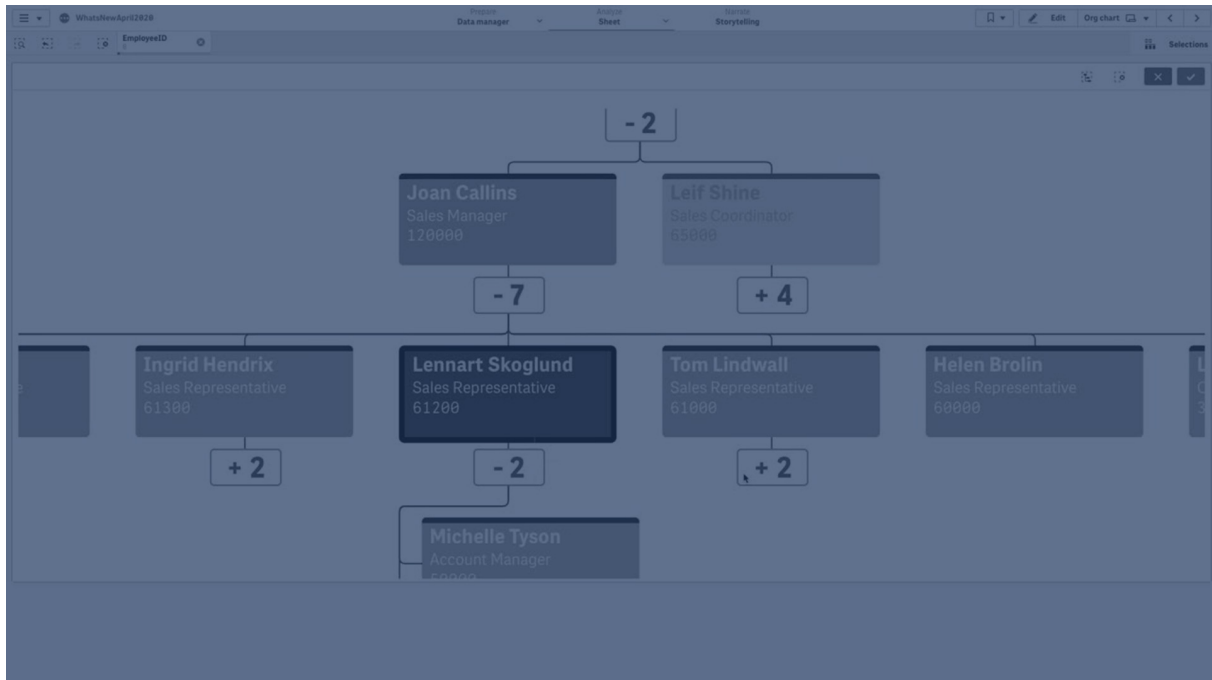 WhatsNewApril2020
Prepare
Data manager
Analyze
Sheet
Narrate
Storytelling
Edit
Org chart
EmployeeID
Selections
- 2
Joan Callins
Sales Manager
120000
Leif Shine
Sales Coordinator
65000
- 7
+ 4
Ingrid Hendrix
Sales Representative
61300
Lennart Skoglund
Sales Representative
61200
Tom Lindwall
Sales Representative
61000
Helen Brolin
Sales Representative
60000
+ 2
- 2
+ 2
Michelle Tyson
Account Manager